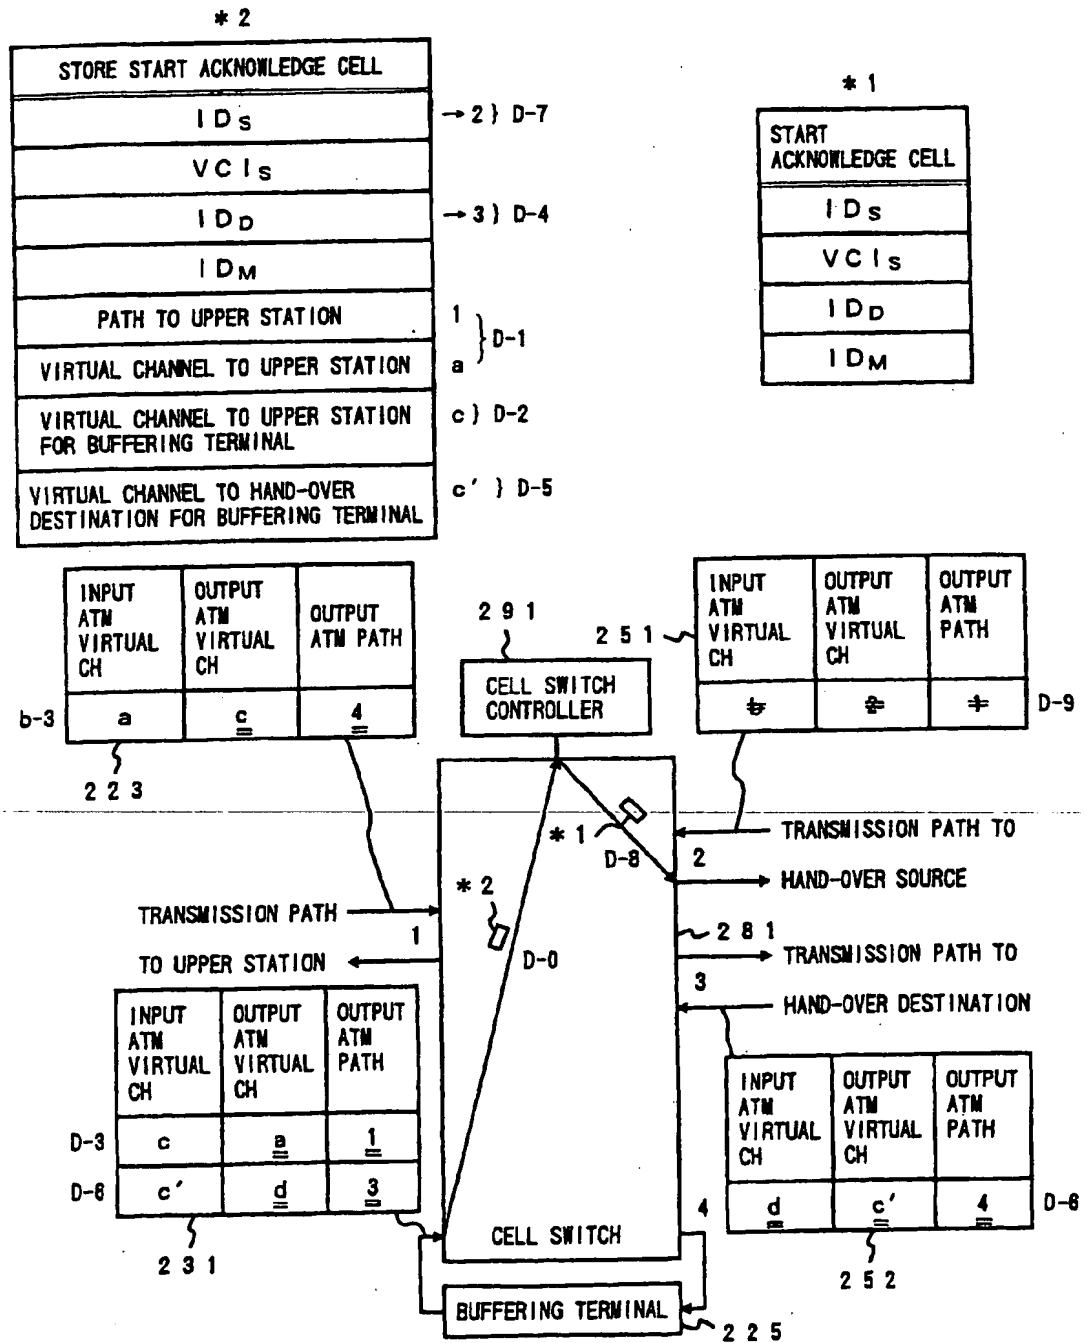 * 2
STORE START ACKNOWLEDGE CELL
IDS → 2 } D-7
VCIS
IDD → 3 } D-4
IDM
PATH TO UPPER STATION 1
} D-1
VIRTUAL CHANNEL TO UPPER STATION a
VIRTUAL CHANNEL TO UPPER STATION c } D-2
FOR BUFFERING TERMINAL
VIRTUAL CHANNEL TO HAND-OVER c' } D-5
DESTINATION FOR BUFFERING TERMINAL
* 1
START
ACKNOWLEDGE CELL
IDS
VCIS
IDD
IDM
INPUT
ATM
VIRTUAL
CH
OUTPUT
ATM
VIRTUAL
CH
OUTPUT
ATM PATH
b-3 a c 4
223
291
CELL SWITCH
CONTROLLER
251
INPUT
ATM
VIRTUAL
CH
OUTPUT
ATM
VIRTUAL
CH
OUTPUT
ATM
PATH
b 2 1 D-9
* 1
D-8
* 2
D-0
TRANSMISSION PATH TO
2
HAND-OVER SOURCE
281
TRANSMISSION PATH
1
TO UPPER STATION
TRANSMISSION PATH TO
3
HAND-OVER DESTINATION
INPUT
ATM
VIRTUAL
CH
OUTPUT
ATM
VIRTUAL
CH
OUTPUT
ATM
PATH
D-3 c a 1
D-6 c' d 3
231
INPUT
ATM
VIRTUAL
CH
OUTPUT
ATM
VIRTUAL
CH
OUTPUT
ATM
PATH
d c' 4 D-6
252
4
CELL SWITCH
BUFFERING TERMINAL
225